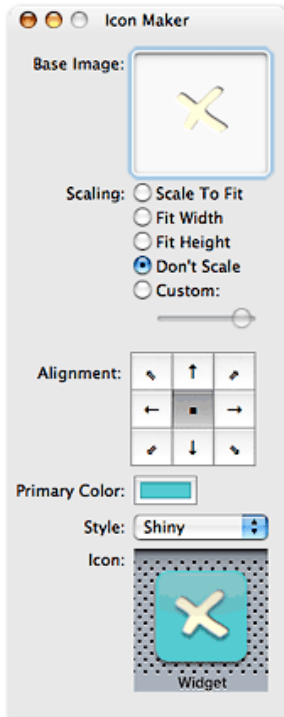 Icon Maker
Base Image:
Scaling:
Scale To Fit
Fit Width
Fit Height
Don't Scale
Custom:
Alignment:
Primary Color:
Style: Shiny
Icon:
Widget